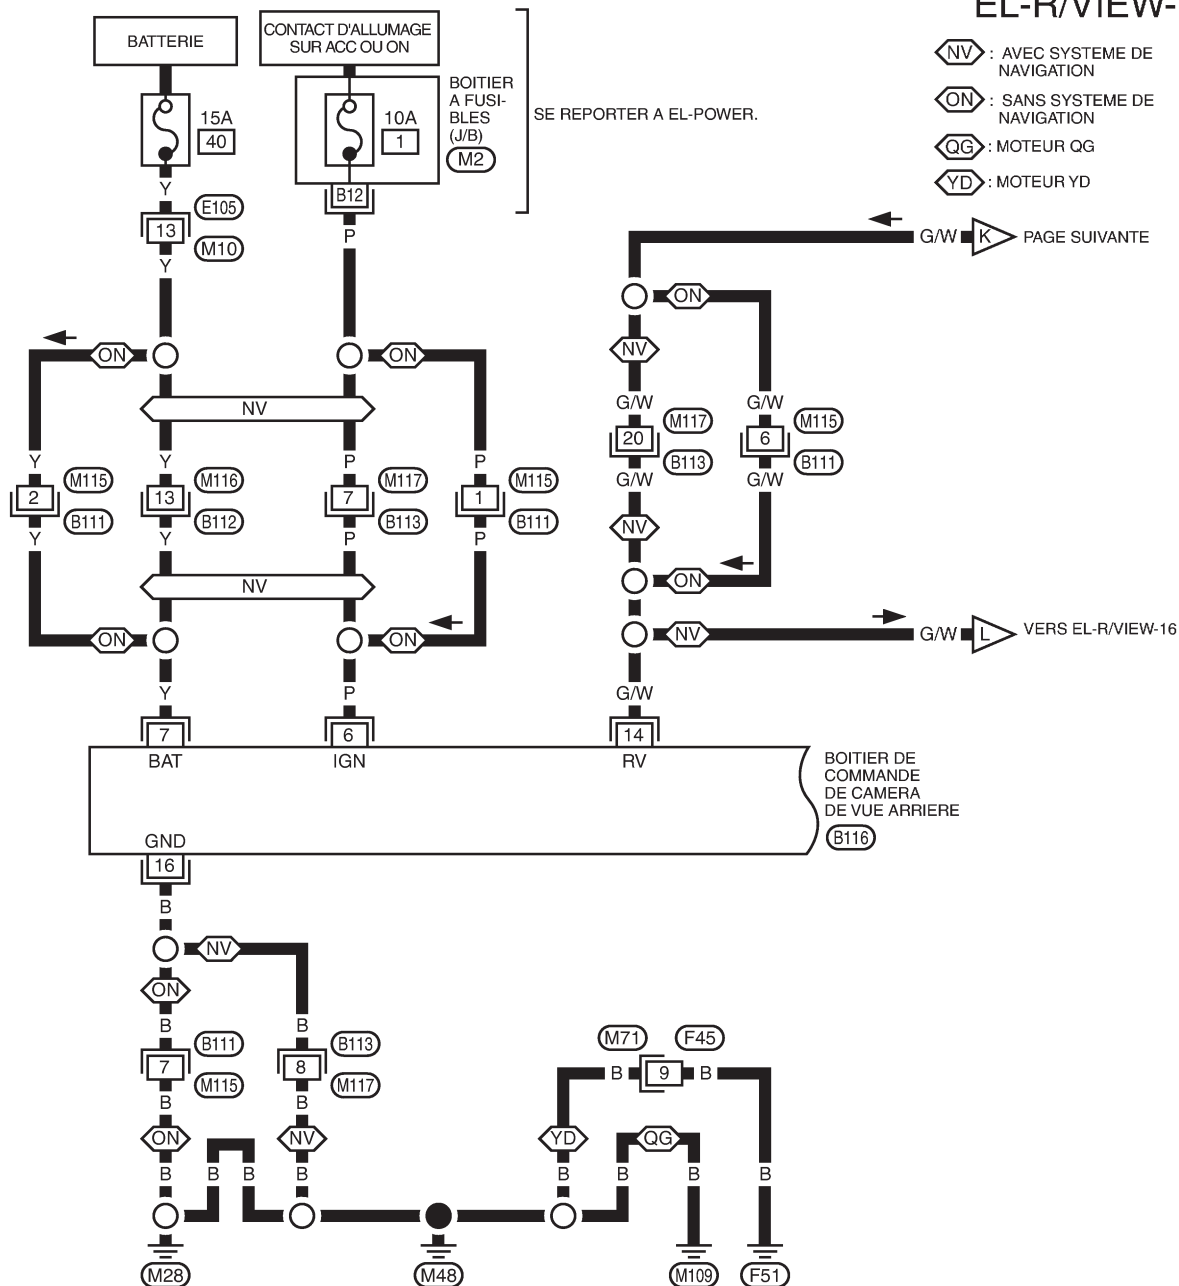 EL-R/VIEW-
BATTERIE
CONTACT D'ALLUMAGE
SUR ACC OU ON
NV : AVEC SYSTEME DE
NAVIGATION
ON : SANS SYSTEME DE
NAVIGATION
QG : MOTEUR QG
YD : MOTEUR YD
15A
40
10A
1
BOITIER
A FUSI-
BLES
(J/B)
M2
SE REPORTER A EL-POWER.
B12
Y
E105
13
M10
Y
P
G/W
K
PAGE SUIVANTE
ON
NV
ON
ON
NV
G/W
G/W
20
M117
B113
6
M115
B111
G/W
G/W
Y
Y
P
P
2
M115
B111
13
M116
B112
7
M117
B113
1
M115
B111
Y
Y
P
P
NV
NV
ON
ON
ON
NV
G/W
L
VERS EL-R/VIEW-16
Y
P
G/W
7
6
14
BAT
IGN
RV
BOITIER DE
COMMANDE
DE CAMERA
DE VUE ARRIERE
B116
GND
16
B
NV
ON
B
B
7
B111
M115
8
B113
M117
B
B
M71
F45
B
9
B
ON
NV
YD
QG
B
B
B
B
B
B
B
B
M28
M48
M109
F51